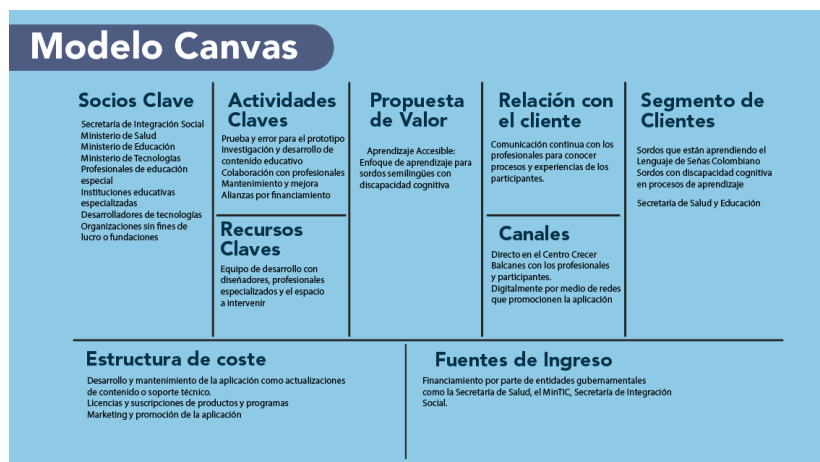 Modelo Canvas
Socios Clave
Secretaría de Integración Social
Ministerio de Salud
Ministerio de Educación
Ministerio de Tecnologías
Profesionales de educación
especial
Instituciones educativas
especializadas
Desarrolladores de tecnologías
Organizaciones sin fines de
lucro o fundaciones
Actividades
Claves
Prueba y error para el prototipo
Investigación y desarrollo de
contenido educativo
Colaboración con profesionales
Mantenimiento y mejora
Alianzas por financiamiento
Recursos
Claves
Equipo de desarrollo con
diseñadores, profesionales
especializados y el espacio
a intervenir
Propuesta
de Valor
Aprendizaje Accesible:
Enfoque de aprendizaje para
sordos semilingües con
discapacidad cognitiva
Relación con
el cliente
Comunicación continua con los
profesionales para conocer
procesos y experiencias de los
participantes.
Canales
Directo en el Centro Crecer
Balcanes con los profesionales
y participantes.
Digitalmente por medio de redes
que promocionen la aplicación
Segmento de
Clientes
Sordos que están aprendiendo el
Lenguaje de Señas Colombiano
Sordos con discapacidad cognitiva
en procesos de aprendizaje
Secretaría de Salud y Educación
Estructura de coste
Desarrollo y mantenimiento de la aplicación como actualizaciones
de contenido o soporte técnico.
Licencias y suscripciones de productos y programas
Marketing y promoción de la aplicación
Fuentes de Ingreso
Financiamiento por parte de entidades gubernamentales
como la Secretaría de Salud, el MinTIC, Secretaría de Integración
Social.